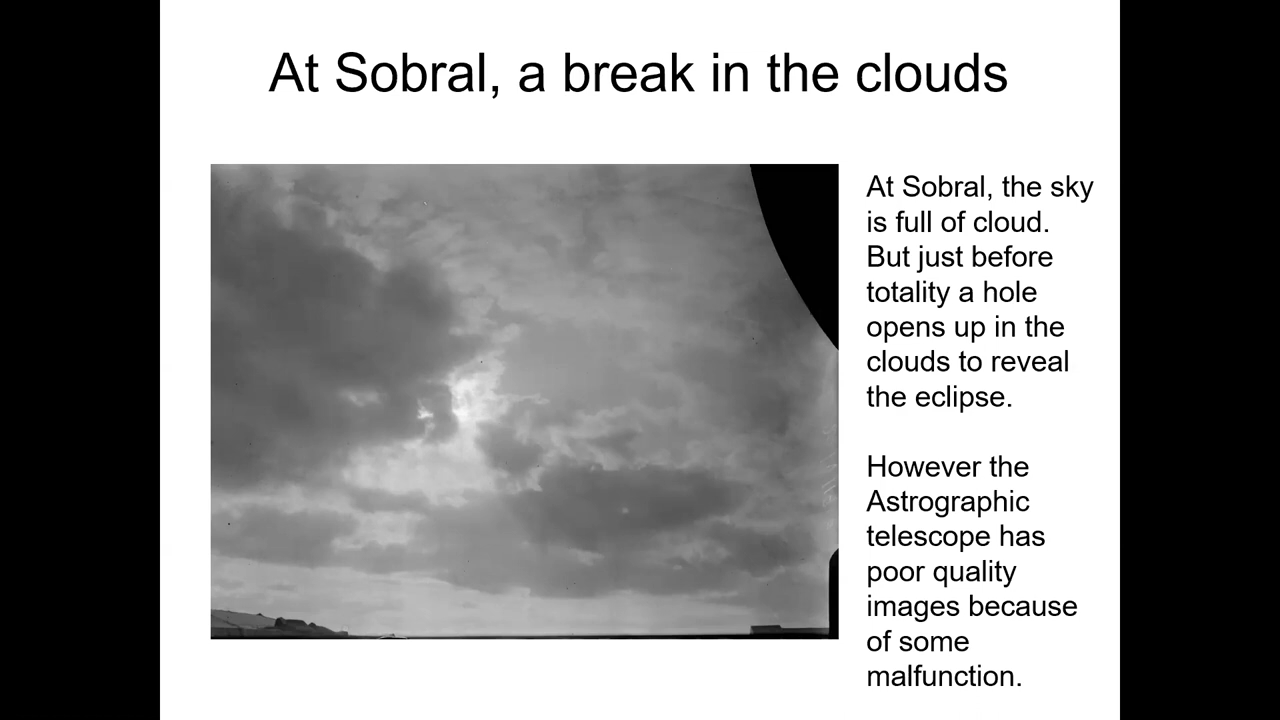 At Sobral, a break in the clouds
At Sobral, the sky
is full of cloud.
But just before
totality a hole
opens up in the
clouds to reveal
the eclipse.
However the
Astrographic
telescope has
poor quality
images because
of some
malfunction.